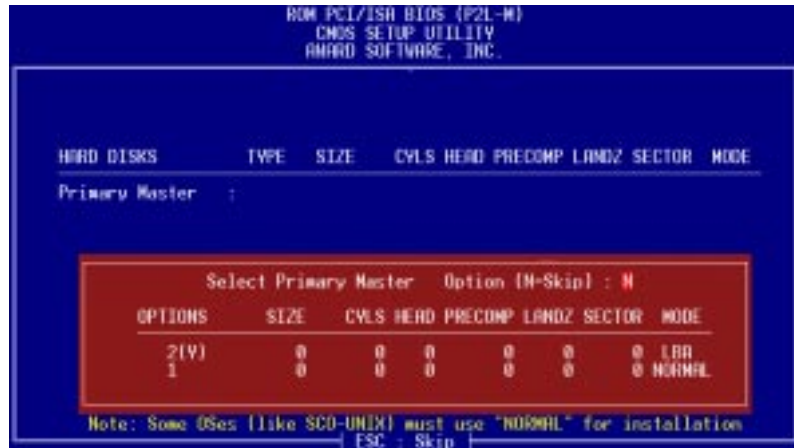 ROM PCI/ISA BIOS (P2L-M)
CMOS SETUP UTILITY
AWARD SOFTWARE, INC.
HARD DISKS TYPE SIZE CYLS HEAD PRECOMP LANDZ SECTOR MODE
Primary Master :
Select Primary Master Option (N=Skip) : N
OPTIONS SIZE CYLS HEAD PRECOMP LANDZ SECTOR MODE
2(Y) 0 0 0 0 0 0 LBA
1 0 0 0 0 0 0 NORMAL
Note: Some OSes (like SCO-UNIX) must use "NORMAL" for installation
ESC : Skip